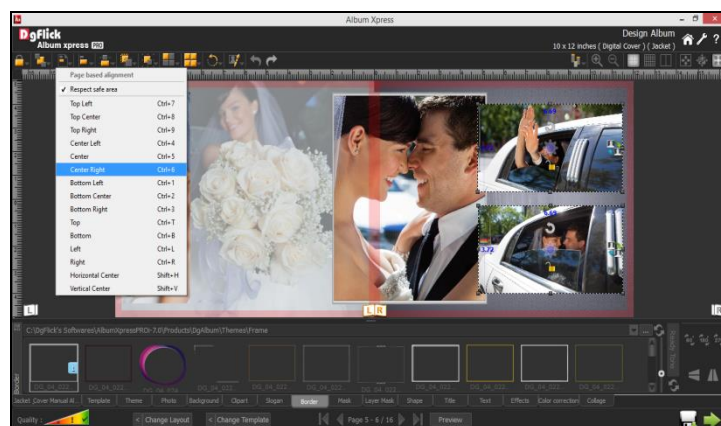 Album Xpress
DgFlick
Album xpress PRO
Design Album
10 x 12 inches ( Digital Cover ) ( Jacket )
Page based alignment
Respect safe area
Top Left Ctrl+7
Top Center Ctrl+8
Top Right Ctrl+9
Center Left Ctrl+4
Center Ctrl+5
Center Right Ctrl+6
Bottom Left Ctrl+1
Bottom Center Ctrl+2
Bottom Right Ctrl+3
Top Ctrl+T
Bottom Ctrl+B
Left Ctrl+L
Right Ctrl+R
Horizontal Center Shift+H
Vertical Center Shift+V
L
L R
R
C:\DgFlick's Softwares\AlbumXpressPROi-7.0\Products\DgAlbum\Themes\Frame
Border
Jacket Cover Manual Al... Template Theme Photo Background Clipart Slogan Border Mask Layer Mask Shape Title Text Effects Color correction Collage
Quality : < Change Layout < Change Template Page 5 - 6 / 16 Preview